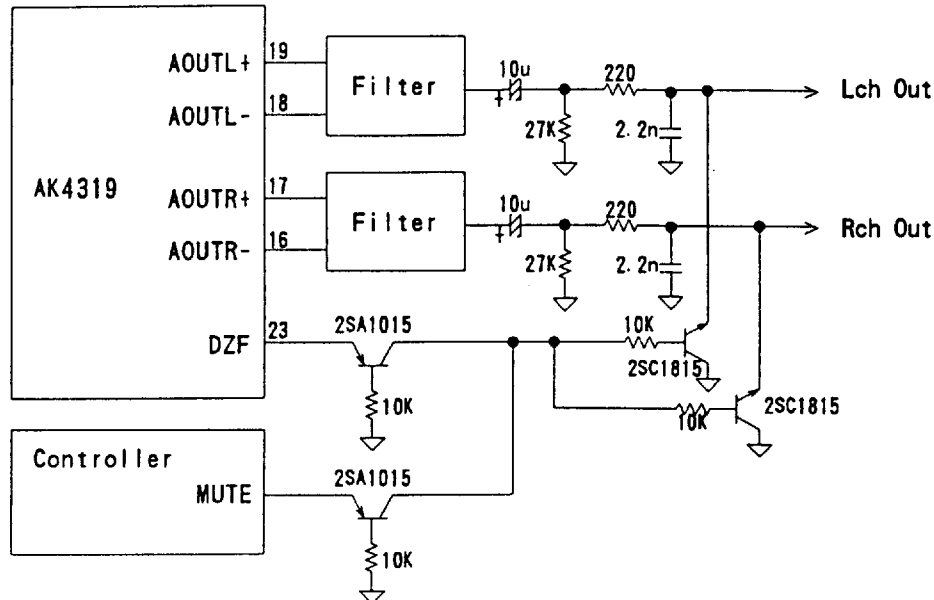 AK4319
AOUTL+
19
AOUTL-
18
AOUTR+
17
AOUTR-
16
DZF
23
Filter
10u
27K
220
2.2n
Lch Out
Filter
10u
27K
220
2.2n
Rch Out
2SA1015
10K
10K
2SC1815
10K
2SC1815
Controller
MUTE
2SA1015
10K